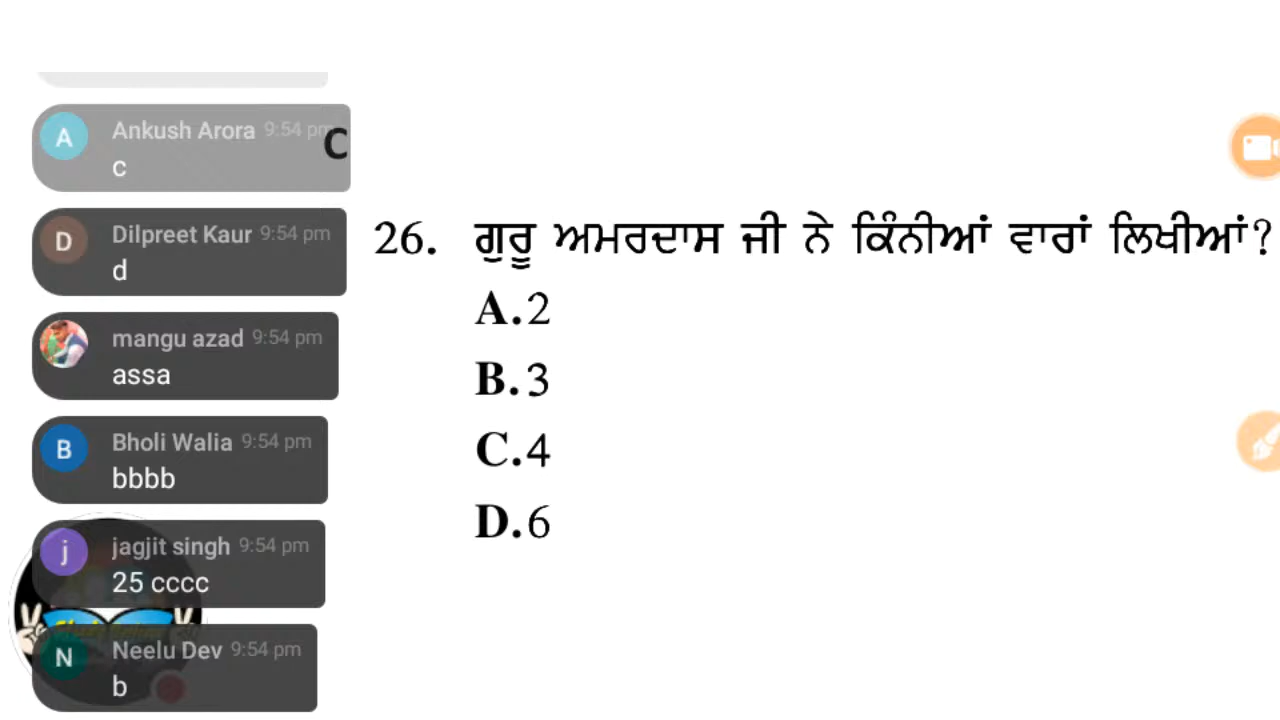 Ankush Arora 9:54 pm
c
C
Dilpreet Kaur 9:54 pm
d
mangu azad 9:54 pm
assa
Bholi Walia 9:54 pm
bbbb
jagjit singh 9:54 pm
25 cccc
Neelu Dev 9:54 pm
b
26. ਗੁਰੂ ਅਮਰਦਾਸ ਜੀ ਨੇ ਕਿੰਨੀਆਂ ਵਾਰਾਂ ਲਿਖੀਆਂ?
A.2
B.3
C.4
D.6